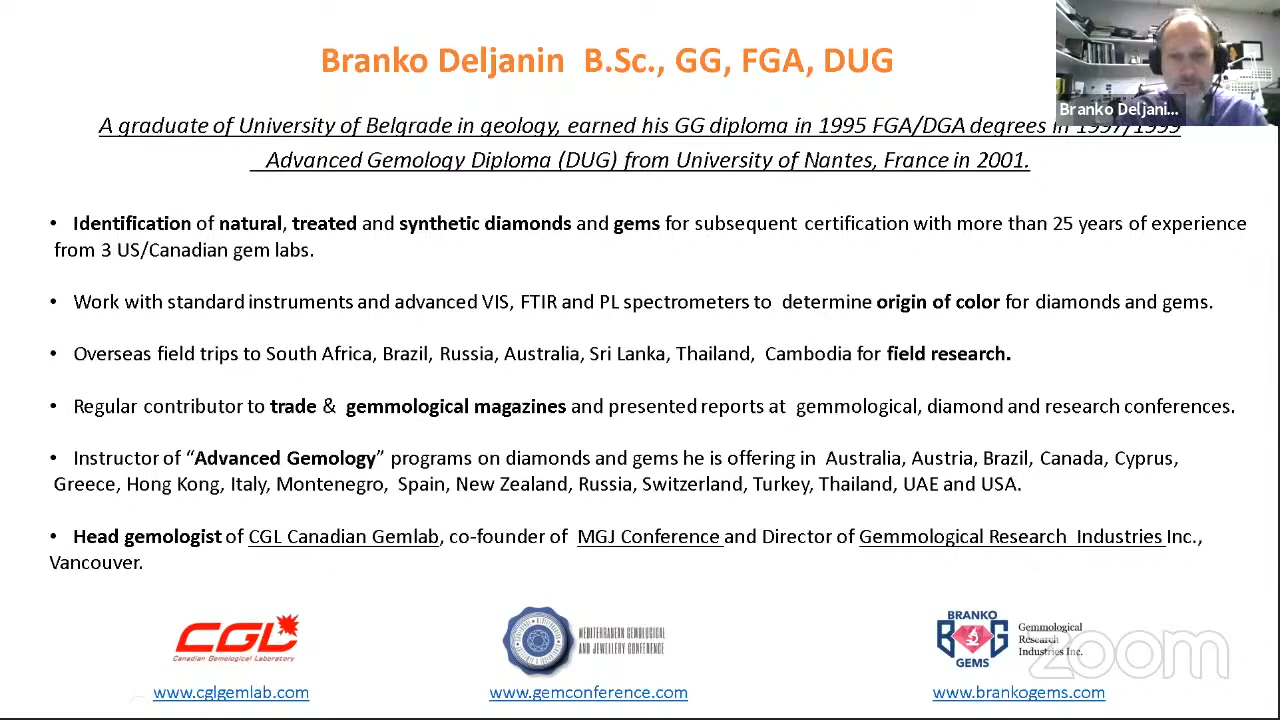 Branko Deljanin B.Sc., GG, FGA, DUG
Branko Deljani...
A graduate of University of Belgrade in geology, earned his GG diploma in 1995 FGA/DGA degrees in 1997/1999
Advanced Gemology Diploma (DUG) from University of Nantes, France in 2001.
• Identification of natural, treated and synthetic diamonds and gems for subsequent certification with more than 25 years of experience
from 3 US/Canadian gem labs.
• Work with standard instruments and advanced VIS, FTIR and PL spectrometers to determine origin of color for diamonds and gems.
• Overseas field trips to South Africa, Brazil, Russia, Australia, Sri Lanka, Thailand, Cambodia for field research.
• Regular contributor to trade & gemmological magazines and presented reports at gemmological, diamond and research conferences.
• Instructor of “Advanced Gemology” programs on diamonds and gems he is offering in Australia, Austria, Brazil, Canada, Cyprus,
Greece, Hong Kong, Italy, Montenegro, Spain, New Zealand, Russia, Switzerland, Turkey, Thailand, UAE and USA.
• Head gemologist of CGL Canadian Gemlab, co-founder of MGJ Conference and Director of Gemmological Research Industries Inc.,
Vancouver.
CGL
Canadian Gemological Laboratory
MEDITERRANEAN GEMOLOGICAL
AND JEWELLERY CONFERENCE
BRANKO
BG
GEMS
Gemmological
Research
Industries Inc.
zoom
www.cglgemlab.com
www.gemconference.com
www.brankogems.com